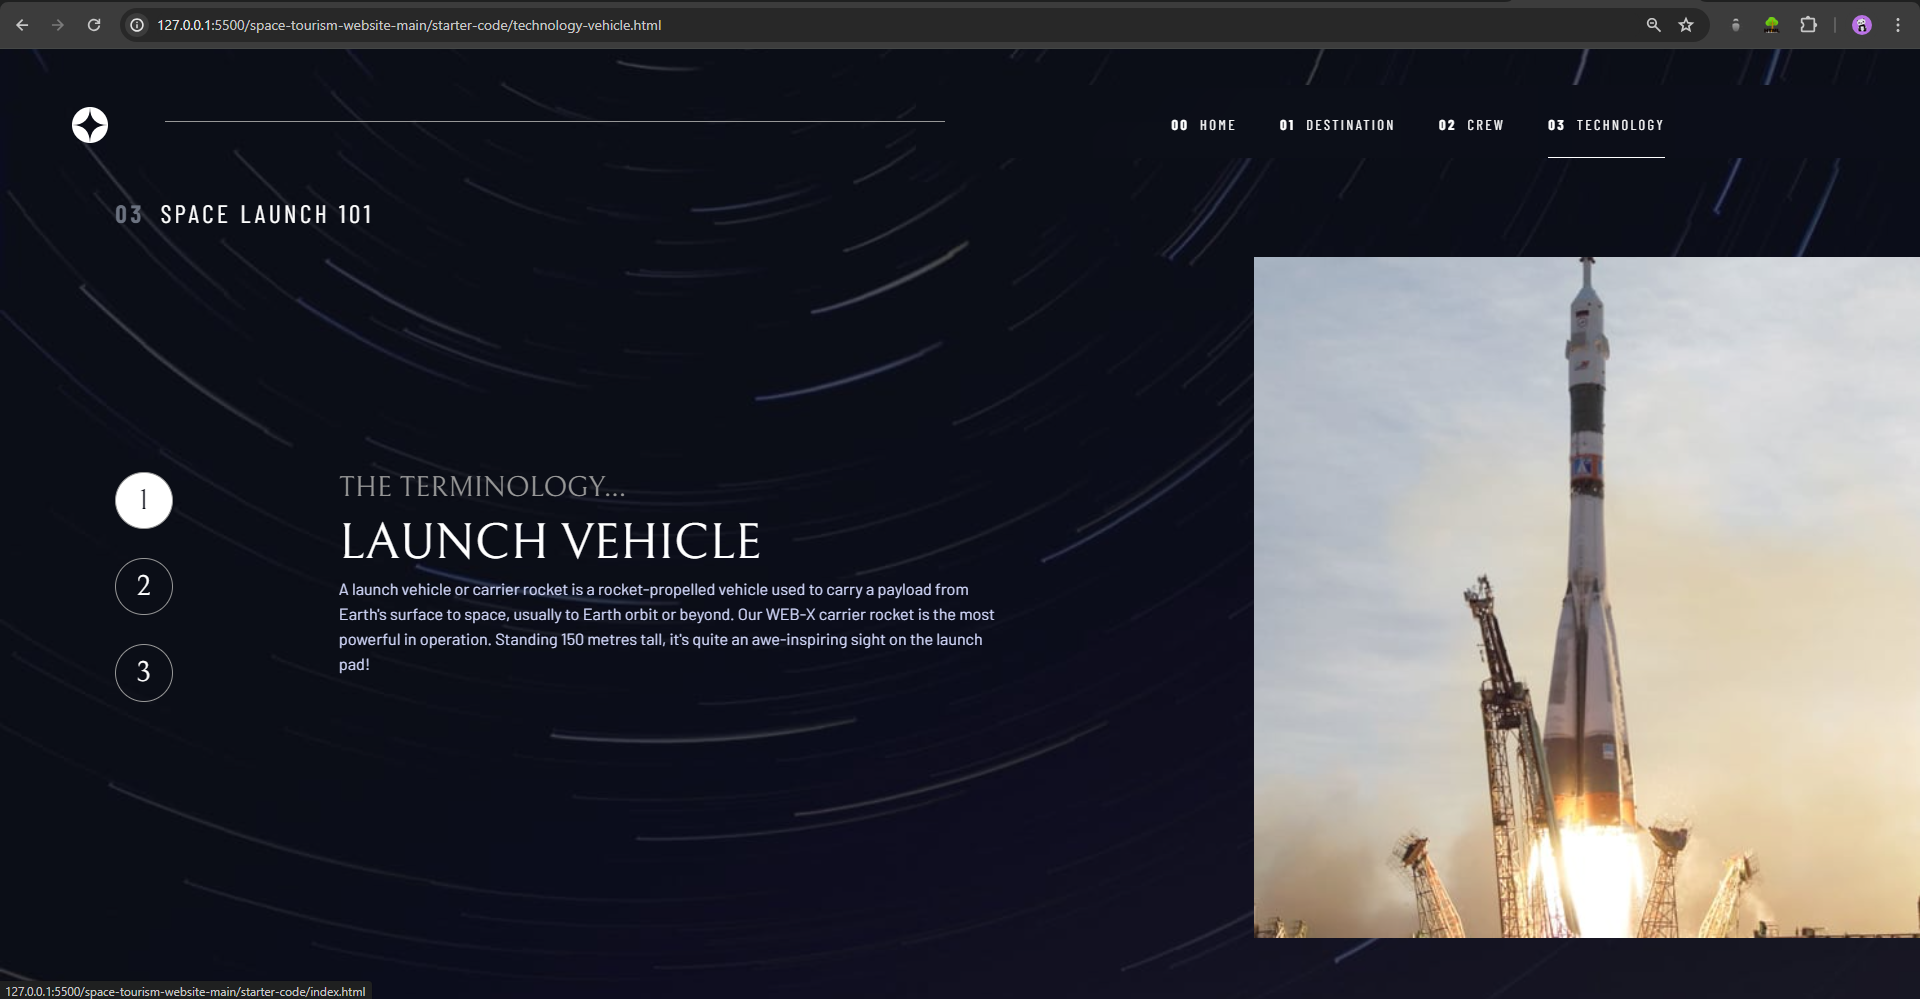 127.0.0.1:5500/space-tourism-website-main/starter-code/technology-vehicle.html
00 HOME
01 DESTINATION
02 CREW
03 TECHNOLOGY
03 SPACE LAUNCH 101
1
2
3
THE TERMINOLOGY...
LAUNCH VEHICLE
A launch vehicle or carrier rocket is a rocket-propelled vehicle used to carry a payload from
Earth's surface to space, usually to Earth orbit or beyond. Our WEB-X carrier rocket is the most
powerful in operation. Standing 150 metres tall, it's quite an awe-inspiring sight on the launch
pad!
127.0.0.1:5500/space-tourism-website-main/starter-code/index.html